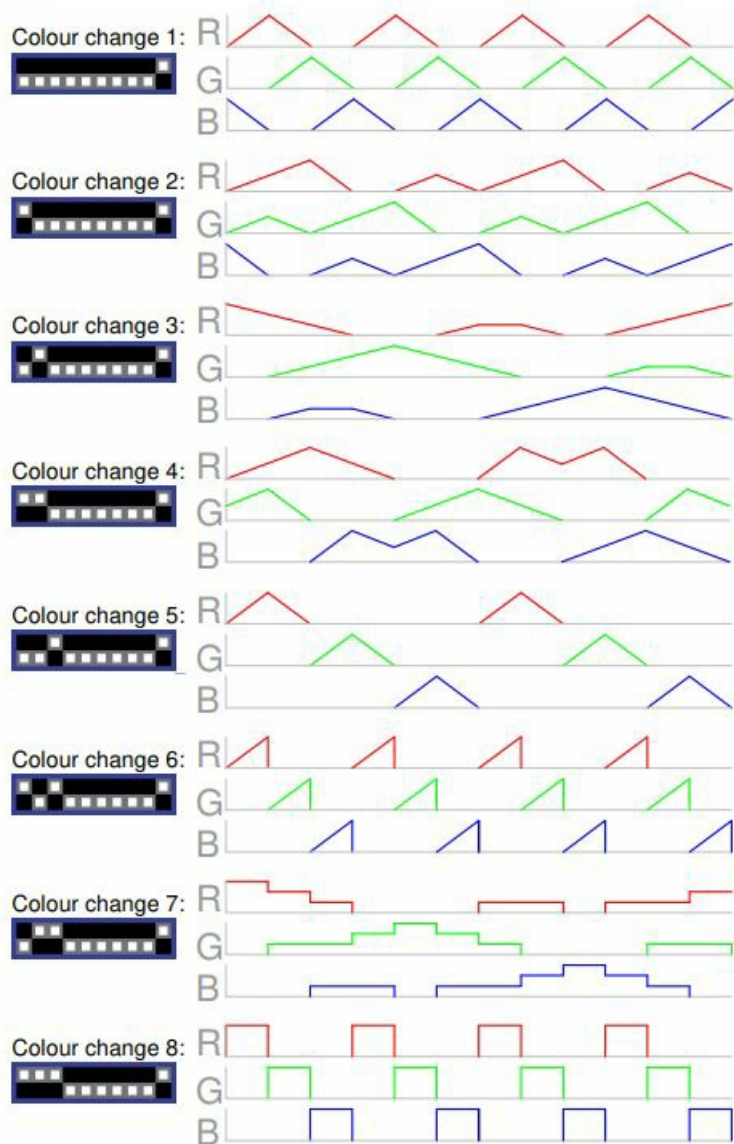 Colour change 1:
R
G
B
Colour change 2:
R
G
B
Colour change 3:
R
G
B
Colour change 4:
R
G
B
Colour change 5:
R
G
B
Colour change 6:
R
G
B
Colour change 7:
R
G
B
Colour change 8:
R
G
B